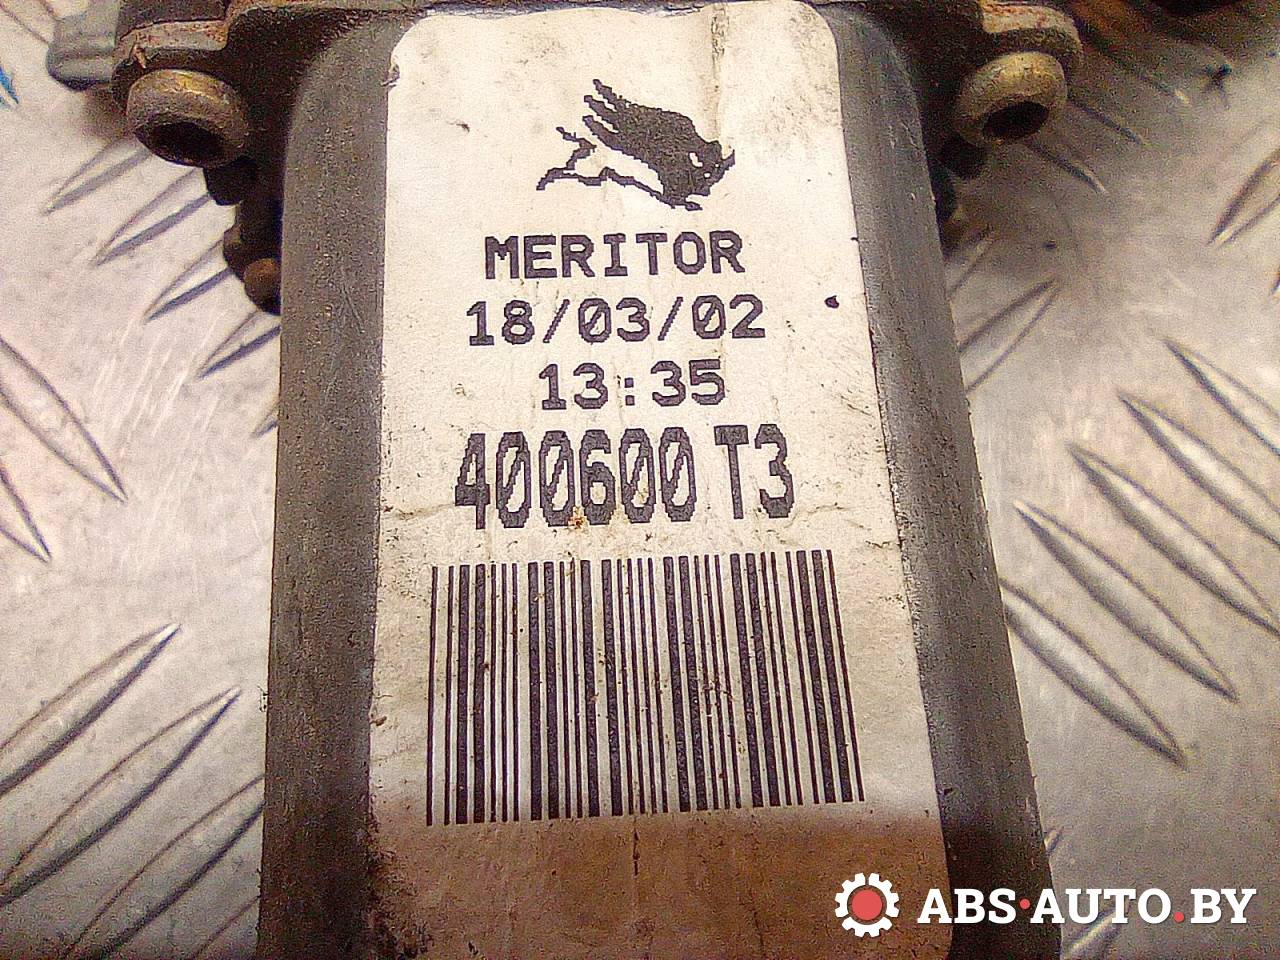 MERITOR
18/03/02
13:35
400600 T3
ABS·AUTO.BY